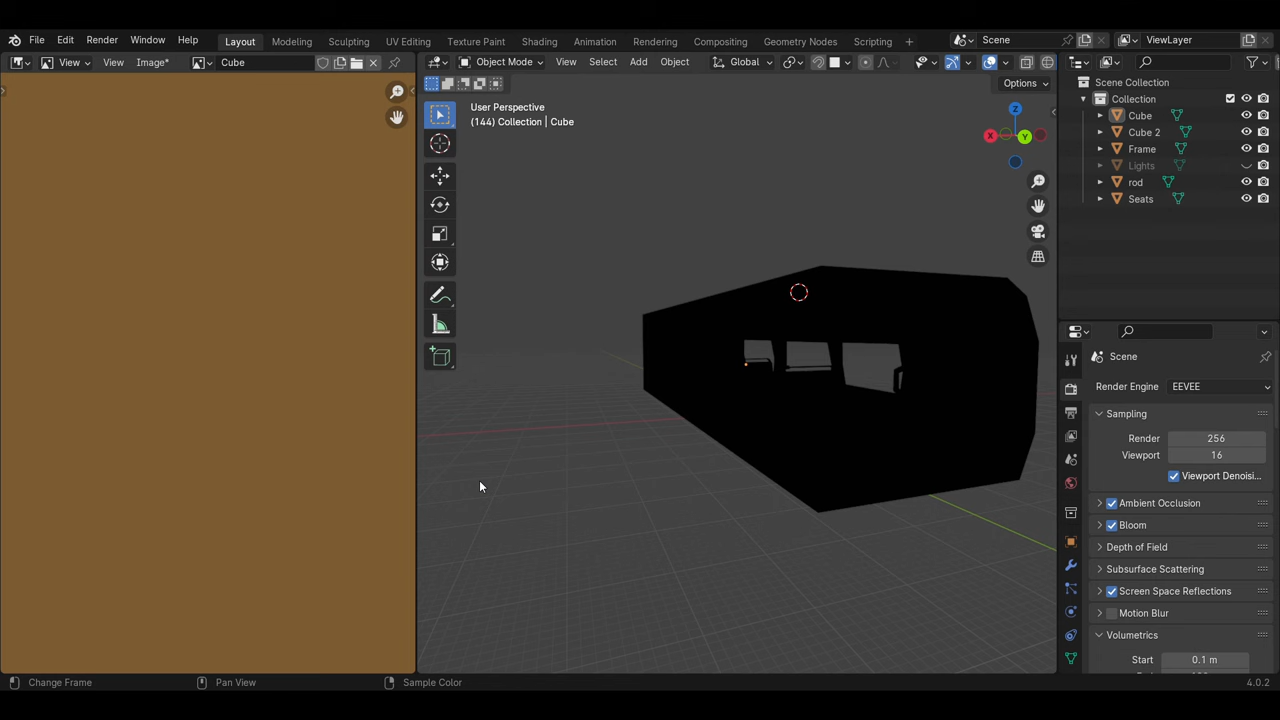 File Edit Render Window Help Layout Modeling Sculpting UV Editing Texture Paint Shading Animation Rendering Compositing Geometry Nodes Scripting + Scene ViewLayer
View View Image* Cube Object Mode View Select Add Object Global
Options
User Perspective
(144) Collection | Cube
Z
X
Y
Scene Collection
Collection
Cube
Cube 2
Frame
Lights
rod
Seats
Scene
Render Engine EEVEE
Sampling
Render 256
Viewport 16
Viewport Denoisi...
Ambient Occlusion
Bloom
Depth of Field
Subsurface Scattering
Screen Space Reflections
Motion Blur
Volumetrics
Start 0.1 m
Change Frame Pan View Sample Color 4.0.2